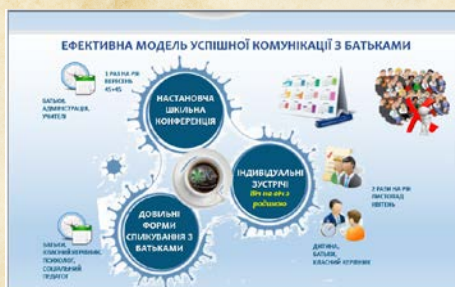 ЕФЕКТИВНА МОДЕЛЬ УСПІШНОЇ КОМУНІКАЦІЇ З БАТЬКАМИ
1 РАЗ НА РІК
ВЕРЕСЕНЬ
45+45
БАТЬКИ,
АДМІНІСТРАЦІЯ,
УЧИТЕЛІ
НАСТАНОВЧА
ШКІЛЬНА
КОНФЕРЕНЦІЯ
ІНДИВІДУАЛЬНІ
ЗУСТРІЧІ
Віч-на-віч з
родиною
2 РАЗИ НА РІК
ЛИСТОПАД
КВІТЕНЬ
ДОВІЛЬНІ
ФОРМИ
СПІЛКУВАННЯ З
БАТЬКАМИ
БАТЬКИ,
КЛАСНИЙ КЕРІВНИК,
ПСИХОЛОГ,
СОЦІАЛЬНИЙ
ПЕДАГОГ
ДИТИНА,
БАТЬКИ,
КЛАСНИЙ КЕРІВНИК